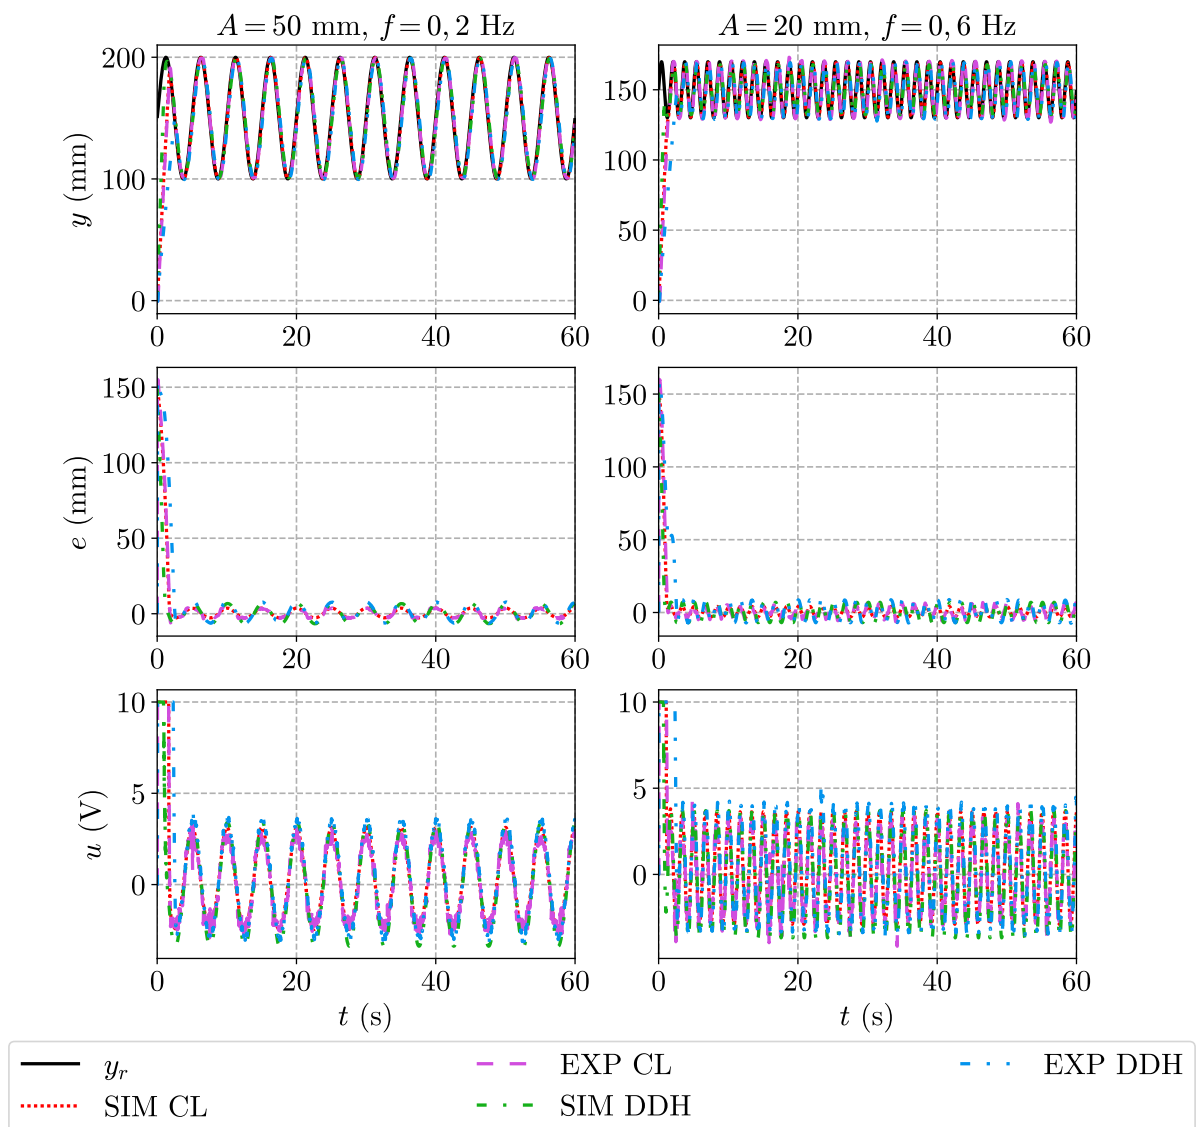 A = 50 mm, f = 0, 2 Hz
A = 20 mm, f = 0, 6 Hz
200
100
0
y (mm)
0 20 40 60
150
100
50
0
0 20 40 60
150
100
50
0
e (mm)
0 20 40 60
150
100
50
0
0 20 40 60
10
5
0
u (V)
0 20 40 60
t (s)
10
5
0
0 20 40 60
t (s)
y_r
EXP CL
EXP DDH
SIM CL
SIM DDH